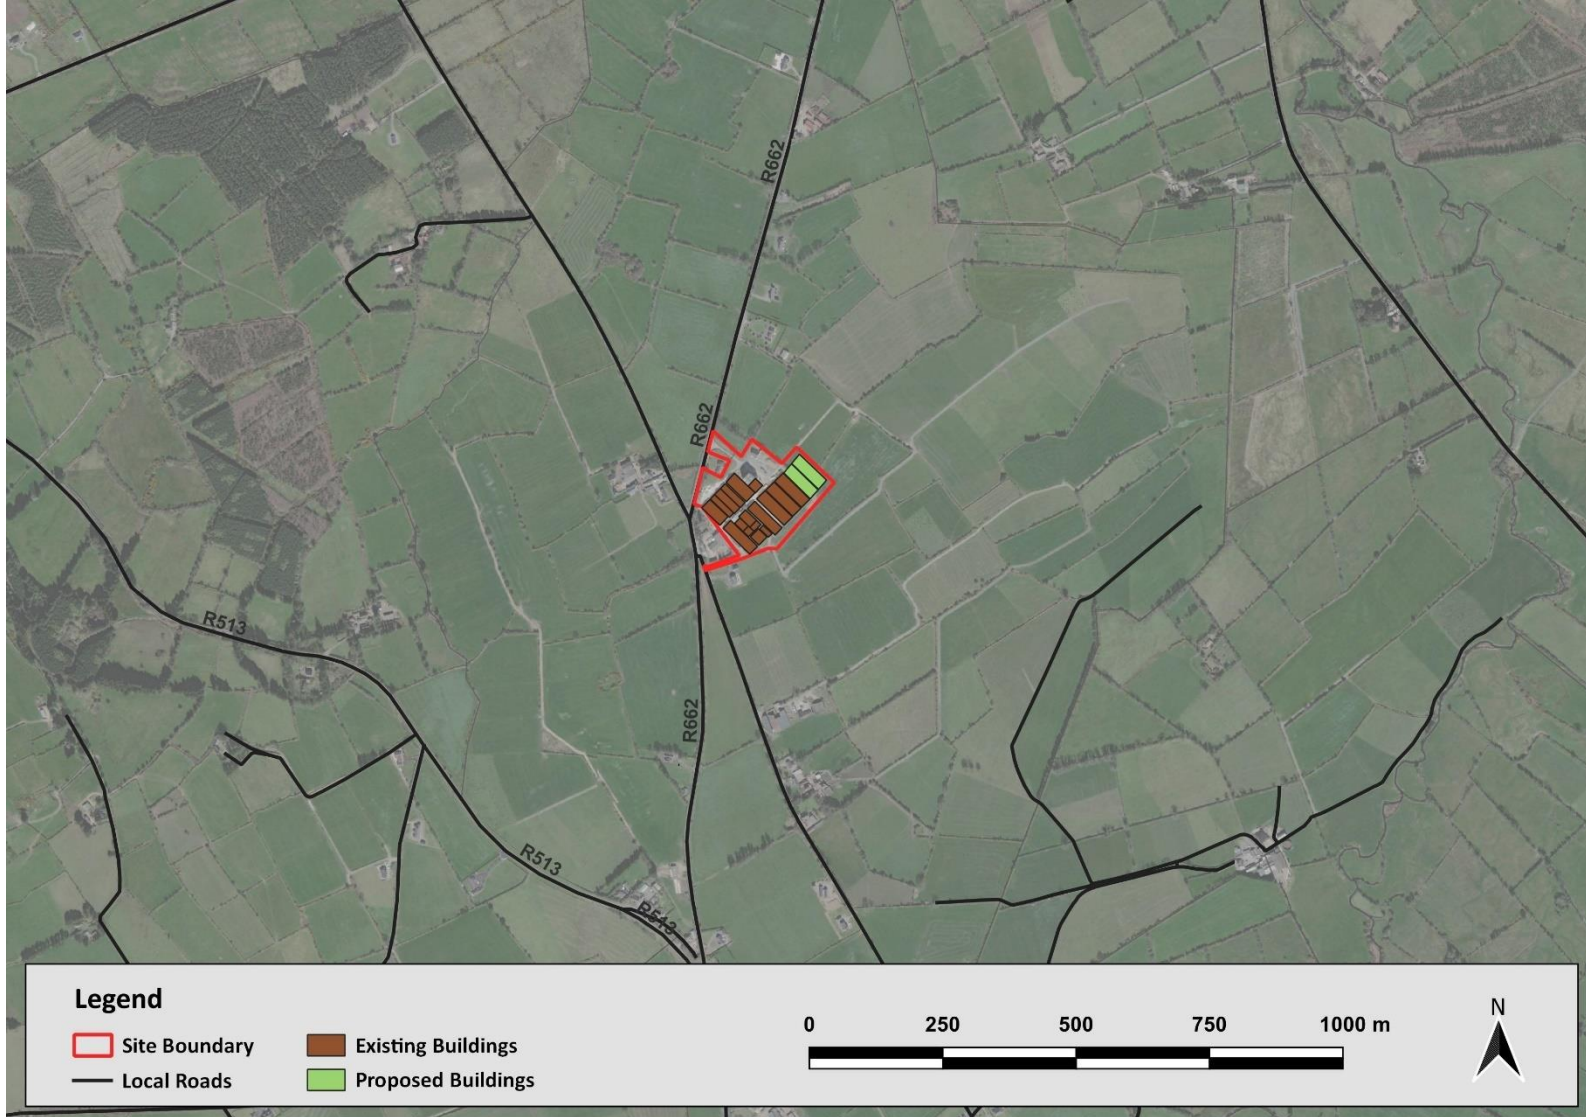 R662
R662
R513
R662
R513
R513
Legend
Site Boundary
Existing Buildings
Local Roads
Proposed Buildings
0 250 500 750 1000 m
N